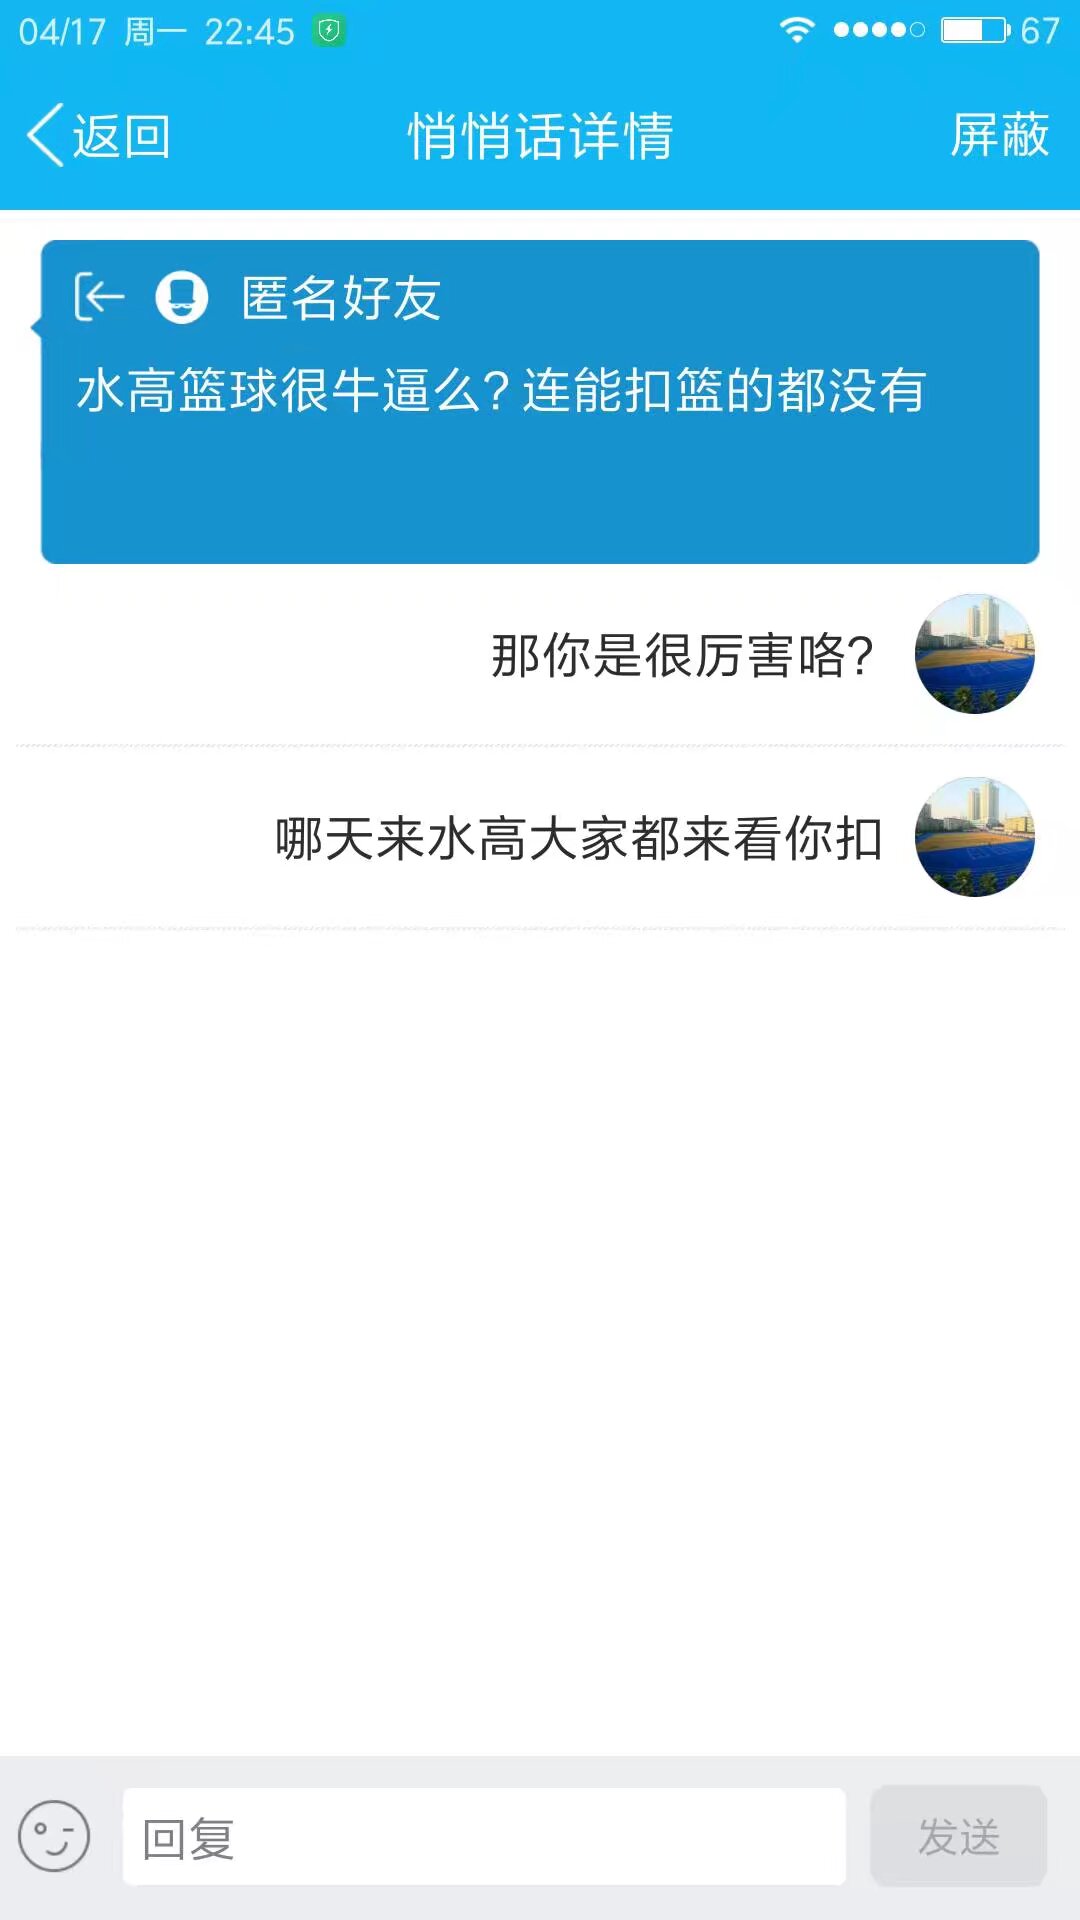 04/17 周一 22:45 67
返回 悄悄话详情 屏蔽
匿名好友
水高篮球很牛逼么?连能扣篮的都没有
那你是很厉害咯?
哪天来水高大家都来看你扣
回复 发送